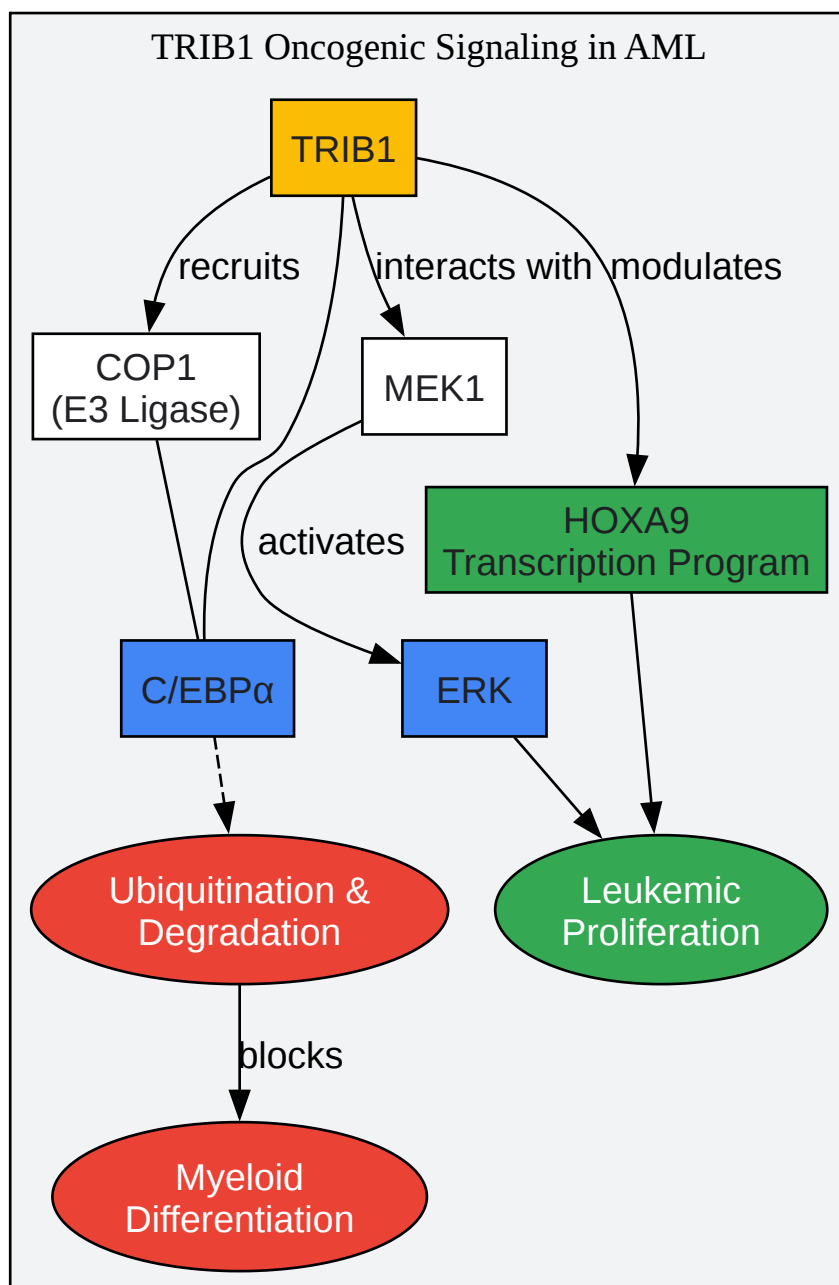 TRIB1 Oncogenic Signaling in AML
TRIB1
recruits
interacts with
modulates
COP1
(E3 Ligase)
MEK1
HOXA9
Transcription Program
activates
C/EBPα
ERK
Ubiquitination &
Degradation
Leukemic
Proliferation
blocks
Myeloid
Differentiation